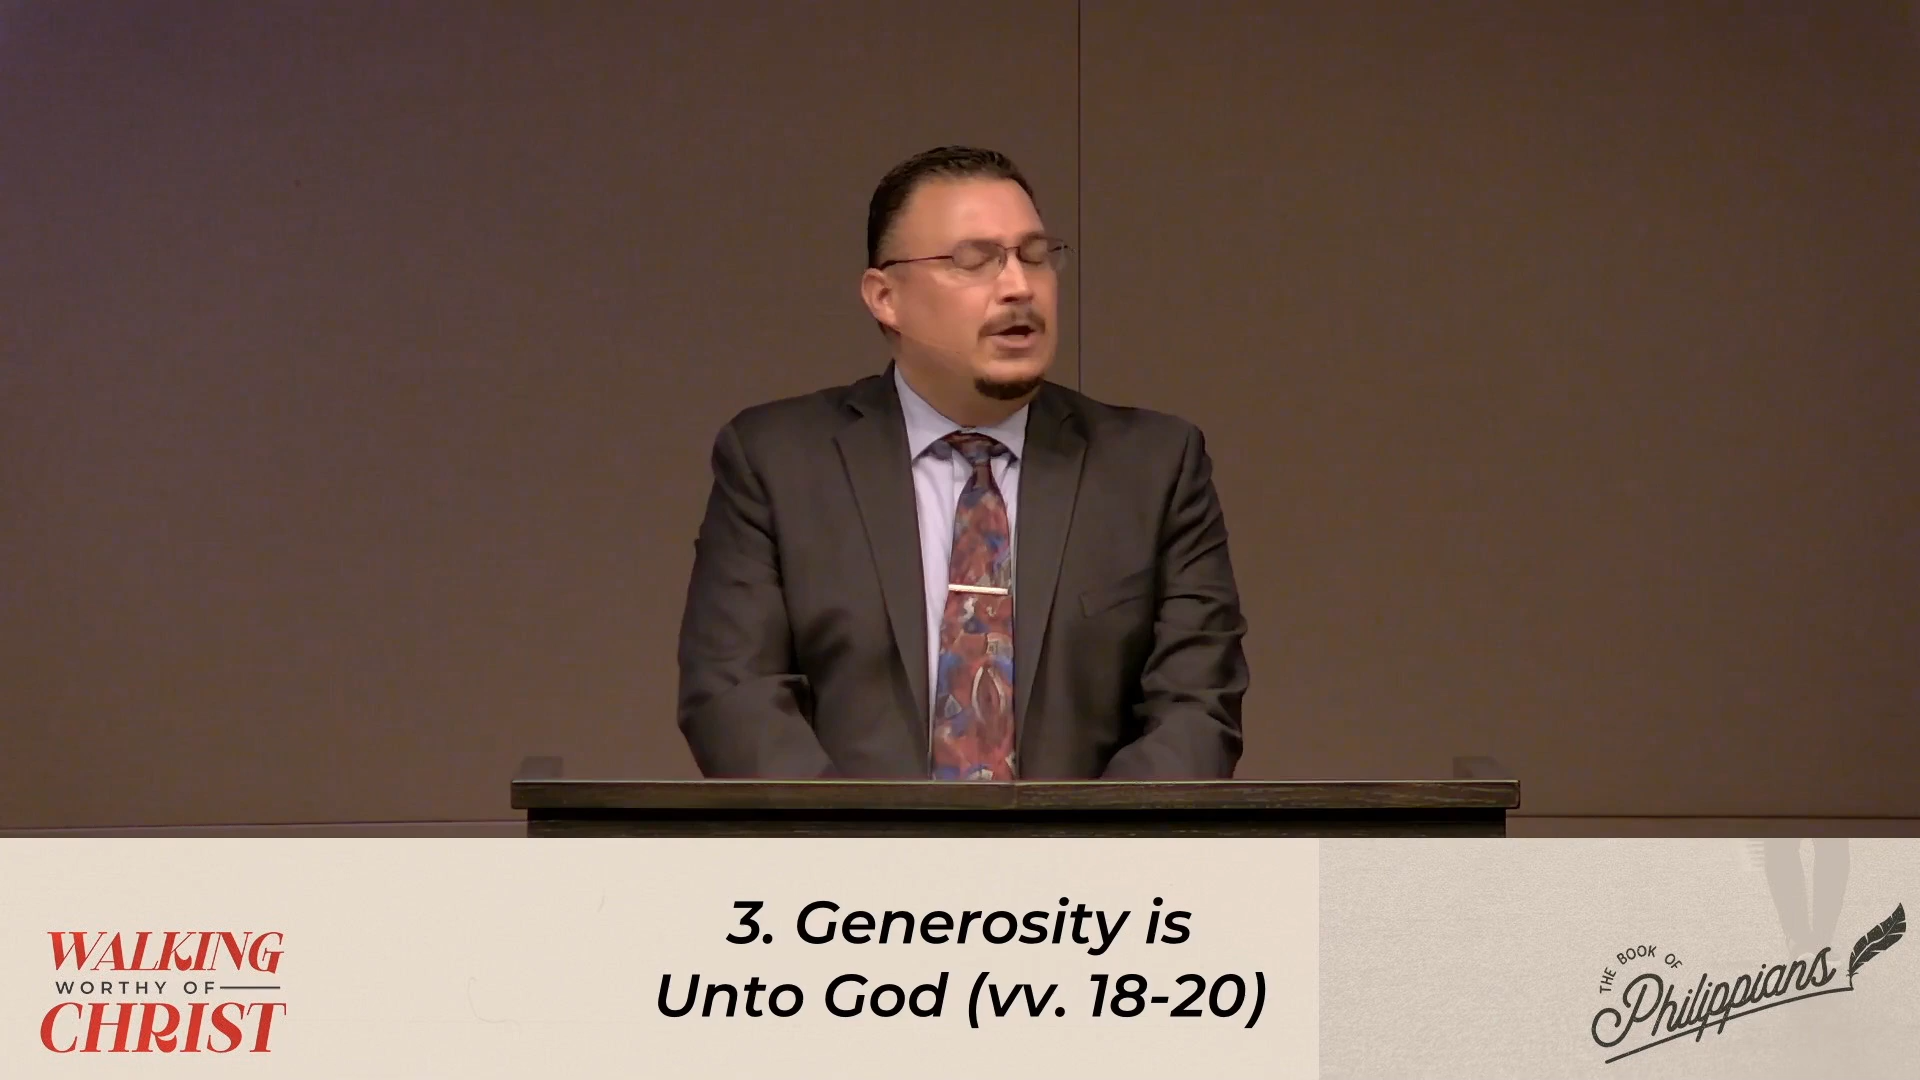 3. Generosity is
Unto God (vv. 18-20)
WALKING
WORTHY OF
CHRIST
THE BOOK OF
Philippians